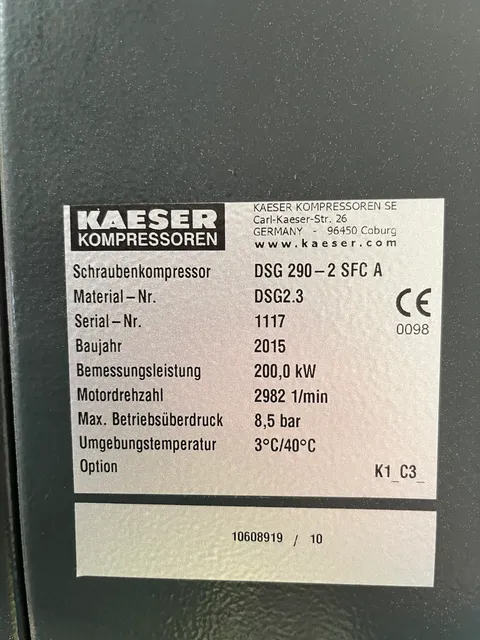 KAESER
KOMPRESSOREN
KAESER KOMPRESSOREN SE
Carl-Kaeser-Str. 26
GERMANY - 96450 Coburg
www.kaeser.com
Schraubenkompressor DSG 290–2 SFC A
Material–Nr. DSG2.3
Serial–Nr. 1117
Baujahr 2015
Bemessungsleistung 200,0 kW
Motordrehzahl 2982 1/min
Max. Betriebsüberdruck 8,5 bar
Umgebungstemperatur 3°C/40°C
Option K1_C3_
CE
0098
10608919 / 10